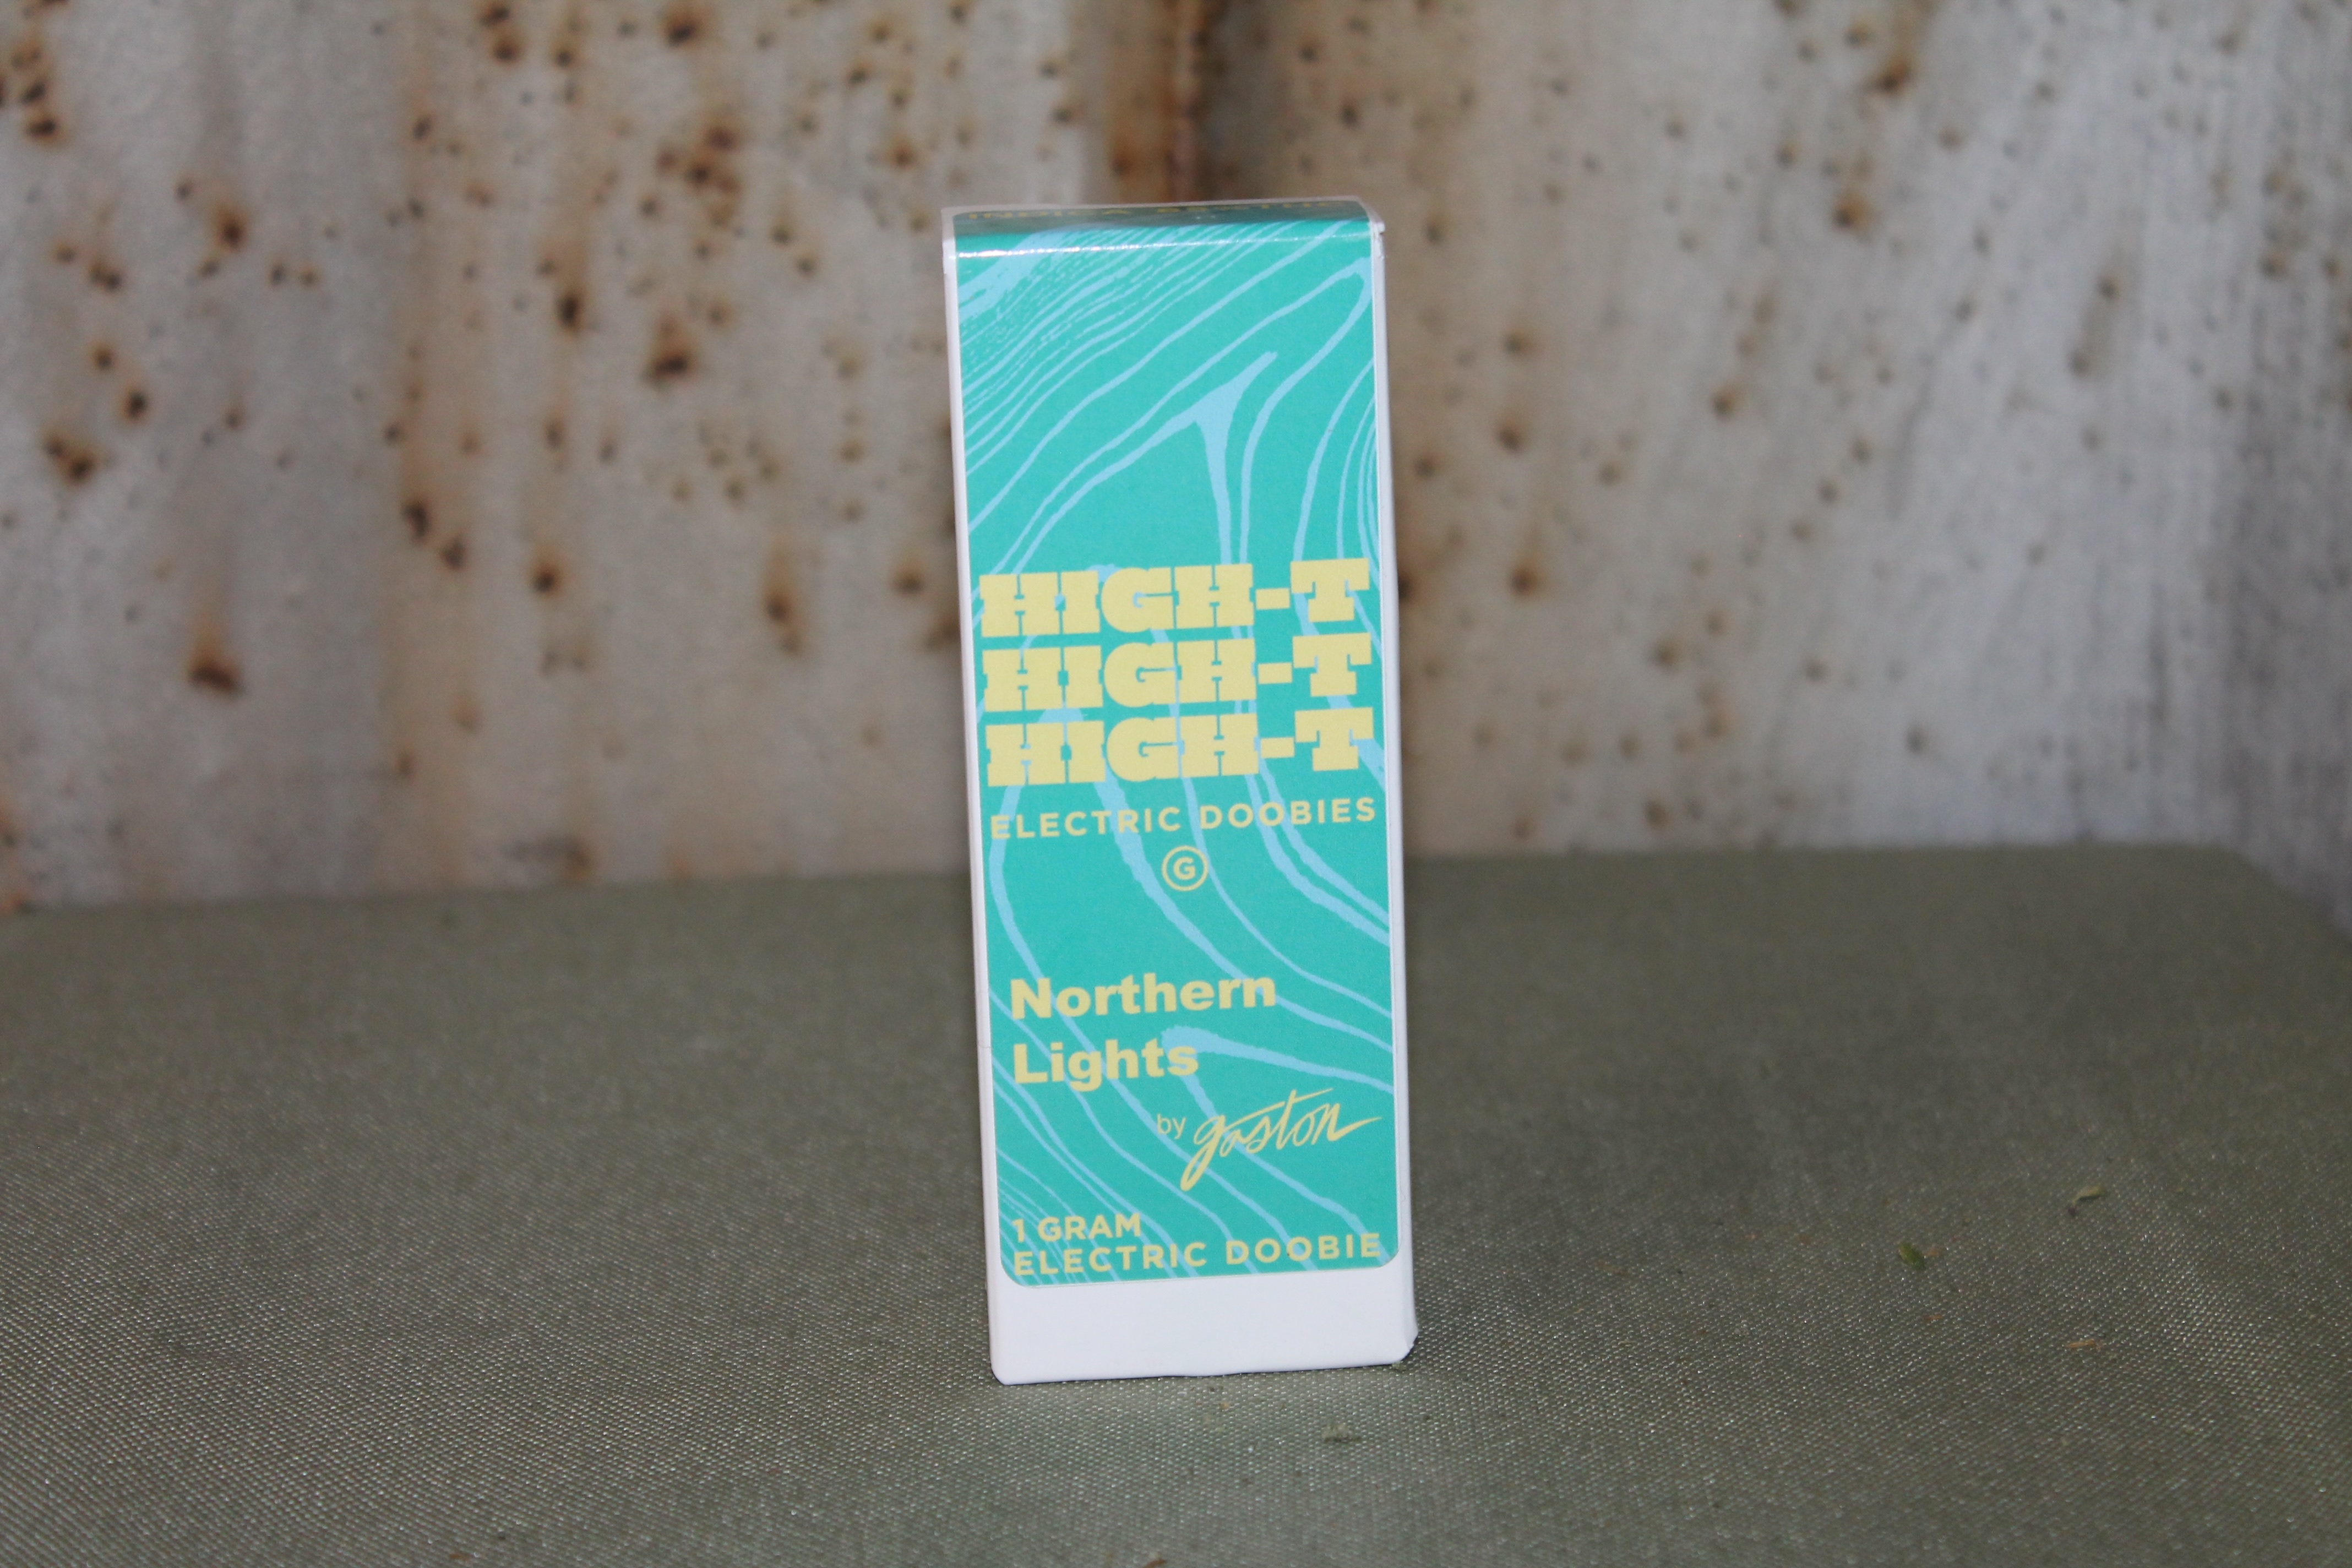 HIGH-T
HIGH-T
HIGH-T
ELECTRIC DOOBIES
G
Northern
Lights
by gaston
1 GRAM
ELECTRIC DOOBIE